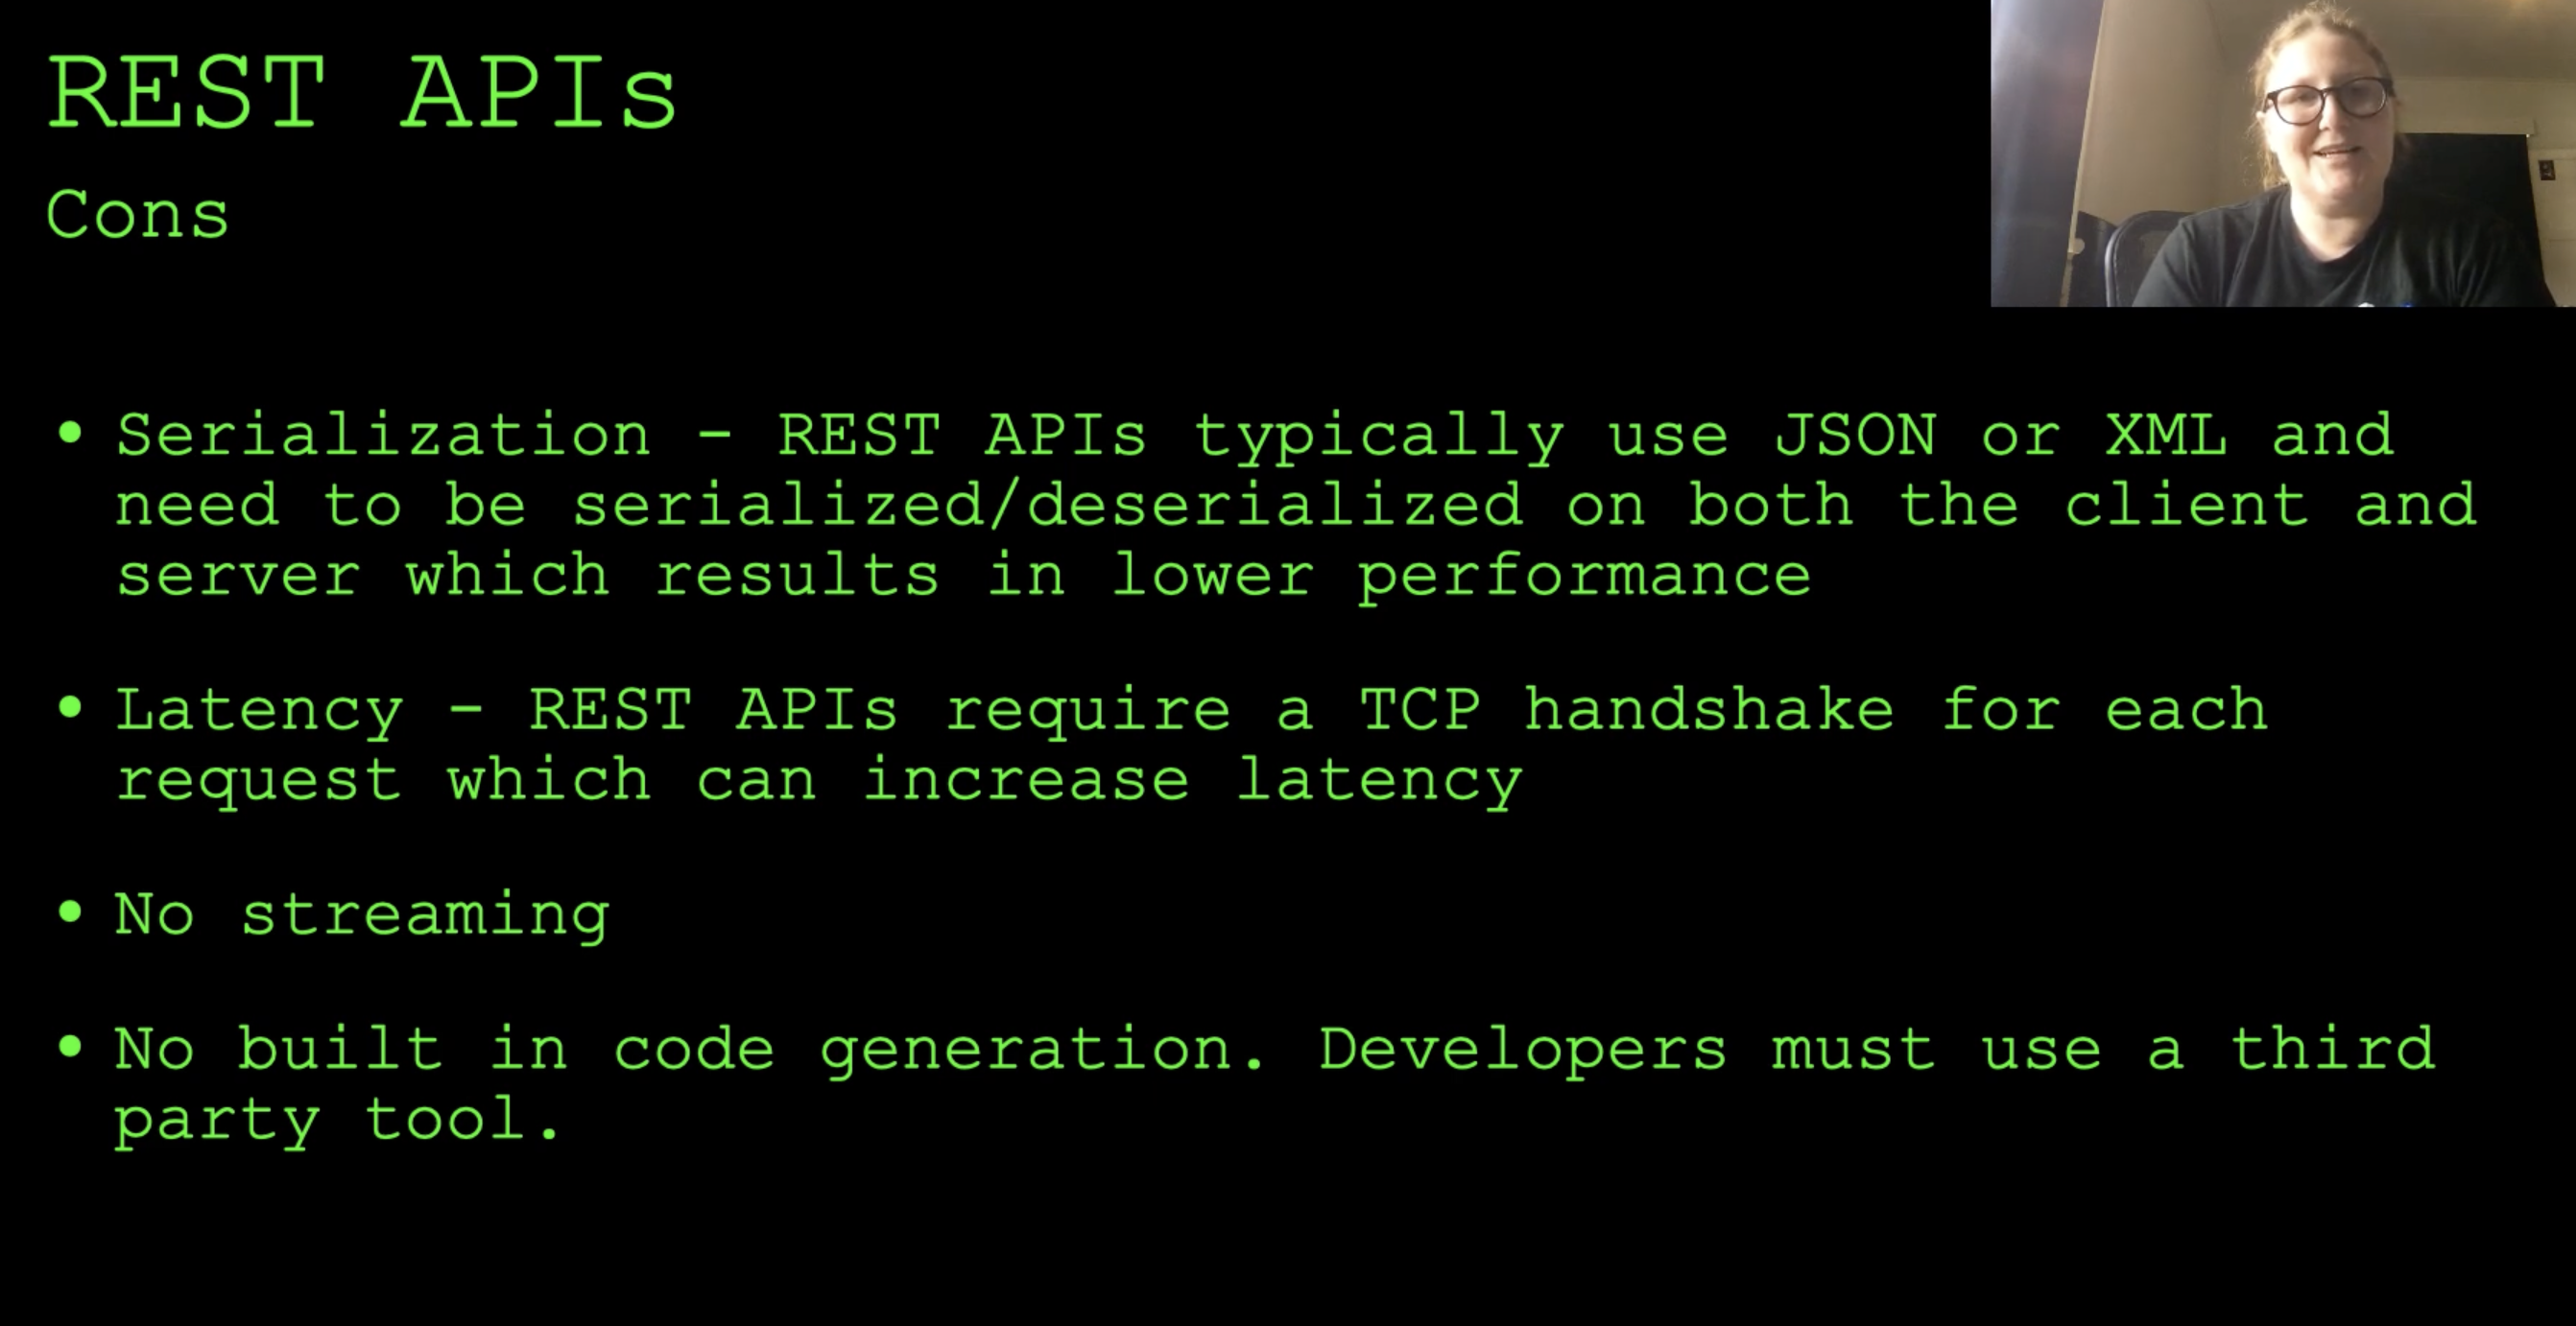 REST APIs
Cons
• Serialization - REST APIs typically use JSON or XML and
need to be serialized/deserialized on both the client and
server which results in lower performance
• Latency - REST APIs require a TCP handshake for each
request which can increase latency
• No streaming
• No built in code generation. Developers must use a third
party tool.